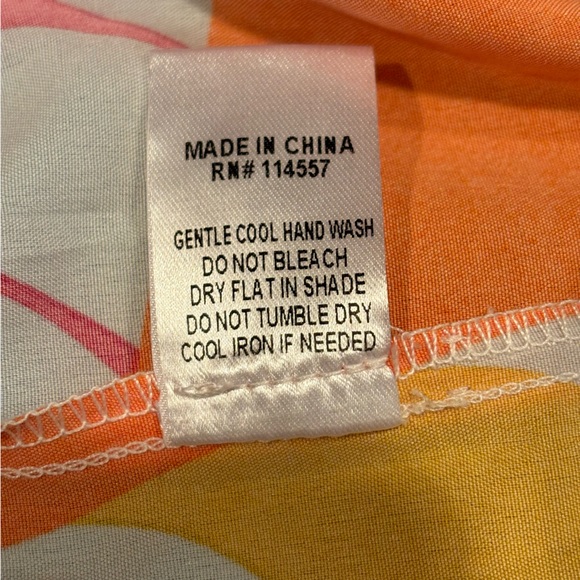 MADE IN CHINA
RN# 114557
GENTLE COOL HAND WASH
DO NOT BLEACH
DRY FLAT IN SHADE
DO NOT TUMBLE DRY
COOL IRON IF NEEDED